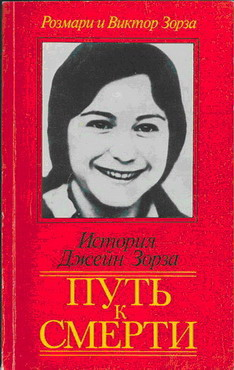 Розмари и Виктор Зорза
История
Джейн Зорза
ПУТЬ
К
СМЕРТИ